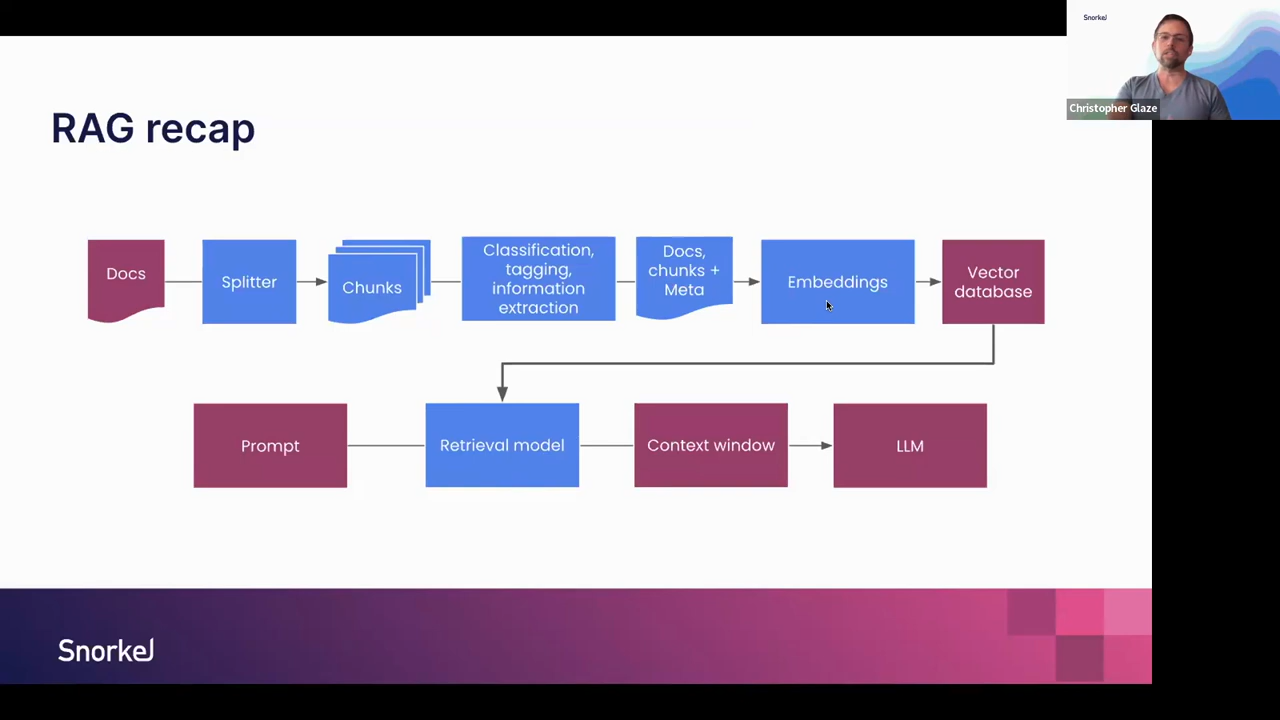 Snorkel
Christopher Glaze
RAG recap
Docs
Splitter
Chunks
Classification,
tagging,
information
extraction
Docs,
chunks +
Meta
Embeddings
Vector
database
Prompt
Retrieval model
Context window
LLM
Snorkel